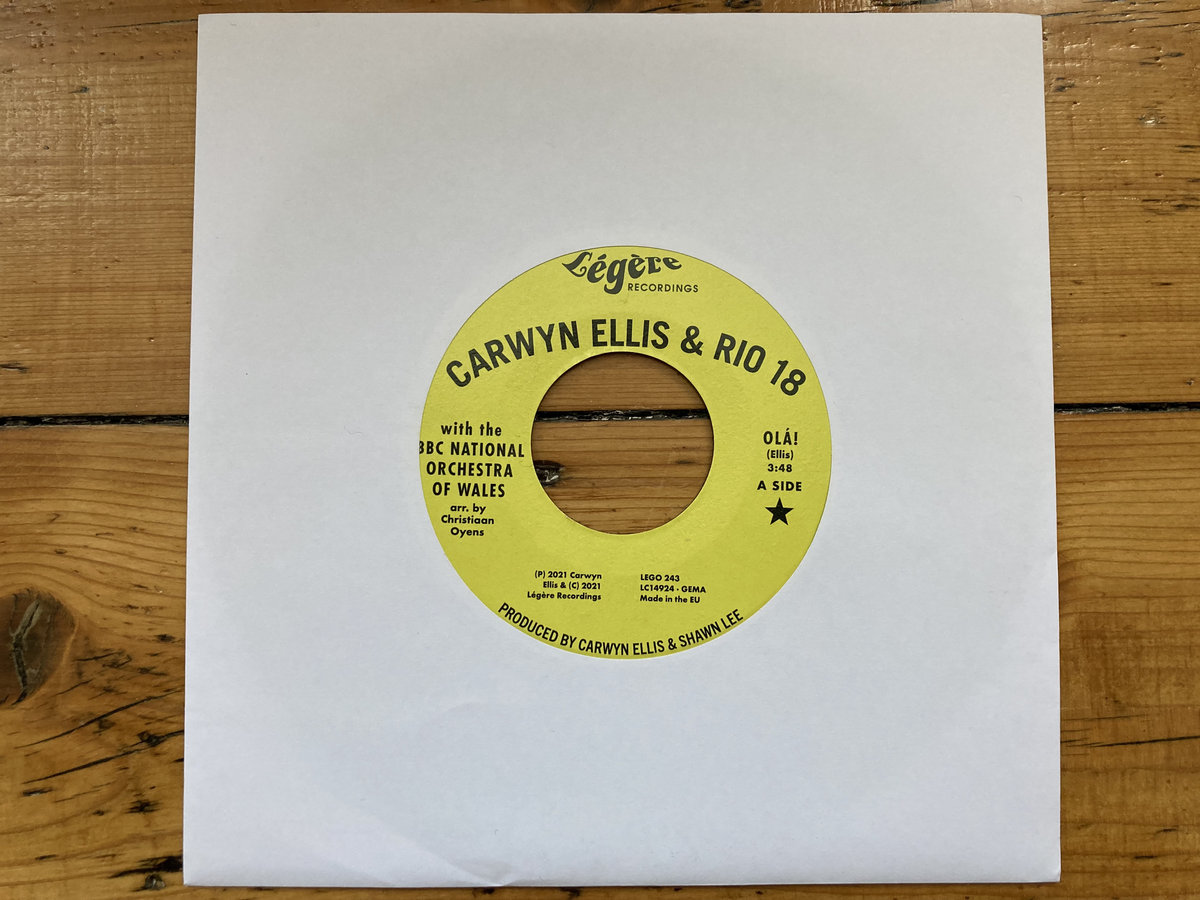 Légère
RECORDINGS
CARWYN ELLIS & RIO 18
with the
BBC NATIONAL
ORCHESTRA
OF WALES
arr. by
Christiaan
Oyens
OLÁ!
(Ellis)
3:48
A SIDE
(P) 2021 Carwyn
Ellis & (C) 2021
Légère Recordings
LEGO 243
LC14924 - GEMA
Made in the EU
PRODUCED BY CARWYN ELLIS & SHAWN LEE